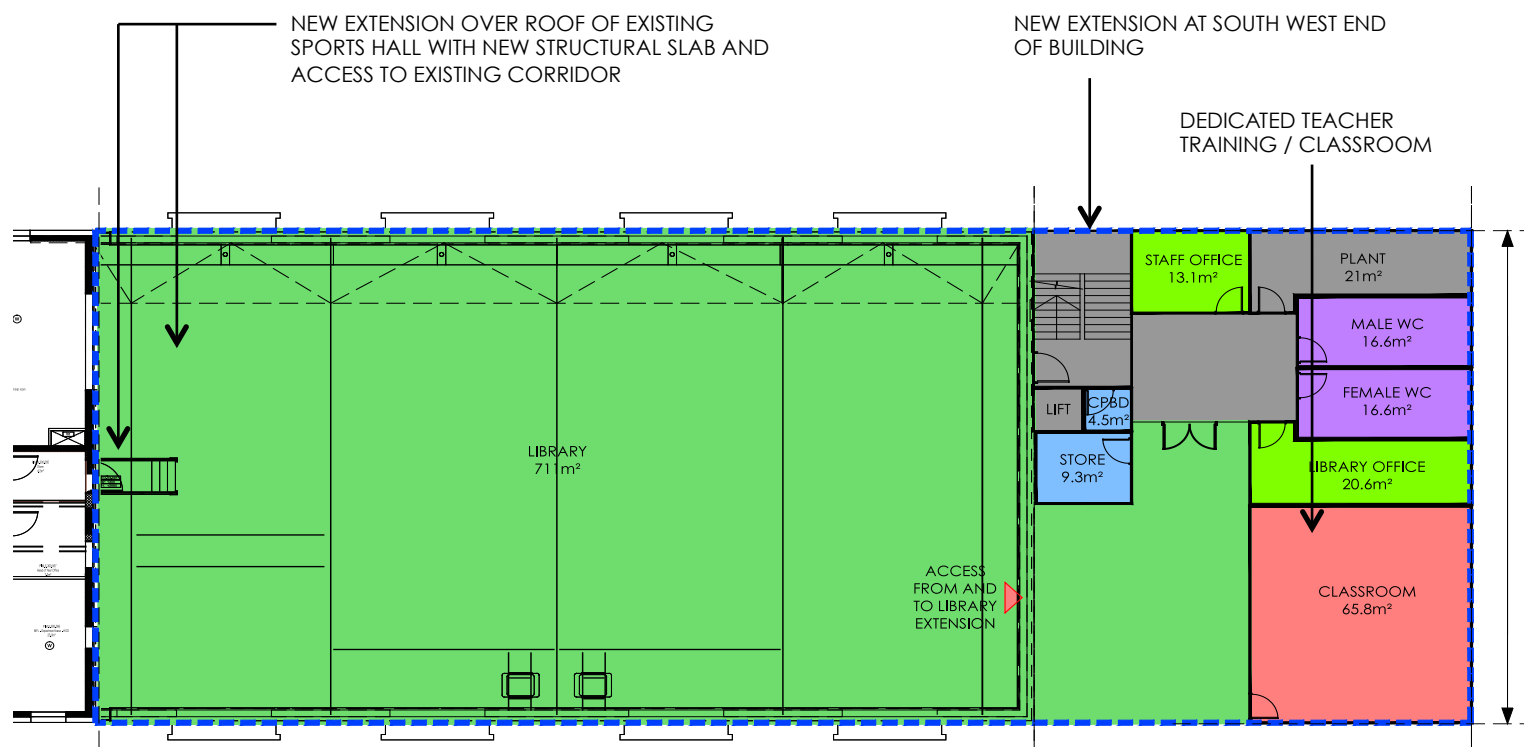 NEW EXTENSION OVER ROOF OF EXISTING
SPORTS HALL WITH NEW STRUCTURAL SLAB AND
ACCESS TO EXISTING CORRIDOR
NEW EXTENSION AT SOUTH WEST END
OF BUILDING
DEDICATED TEACHER
TRAINING / CLASSROOM
STAFF OFFICE
13.1m²
PLANT
21m²
MALE WC
16.6m²
FEMALE WC
16.6m²
LIFT
CPBD
4.5m²
LIBRARY
711m²
STORE
9.3m²
LIBRARY OFFICE
20.6m²
ACCESS
FROM AND
TO LIBRARY
EXTENSION
CLASSROOM
65.8m²
W
W